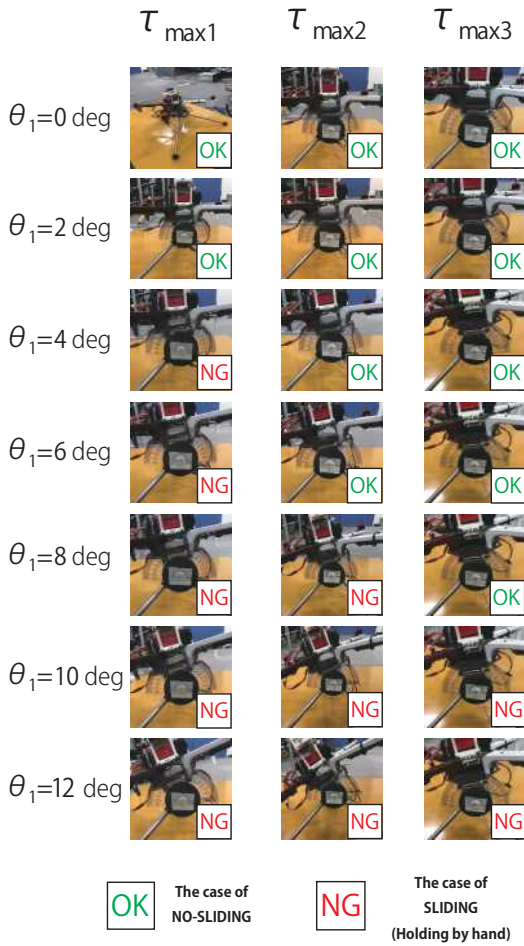 τ max1 τ max2 τ max3
θ1=0 deg OK OK OK
θ1=2 deg OK OK OK
θ1=4 deg NG OK OK
θ1=6 deg NG OK OK
θ1=8 deg NG NG OK
θ1=10 deg NG NG NG
θ1=12 deg NG NG NG
OK The case of NO-SLIDING NG The case of SLIDING (Holding by hand)